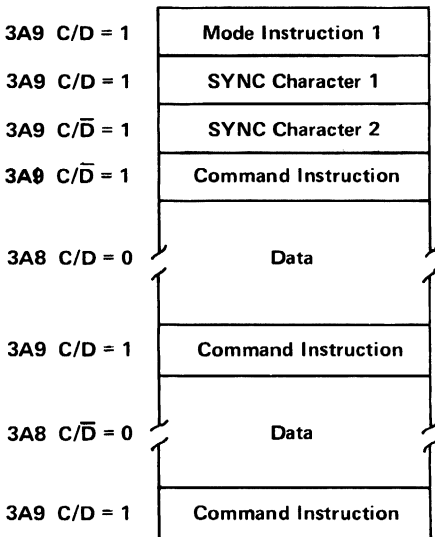 3A9 C/D = 1 Mode Instruction 1
3A9 C/D = 1 SYNC Character 1
3A9 C/D̅ = 1 SYNC Character 2
3A9 C/D̅ = 1 Command Instruction
3A8 C/D = 0 Data
3A9 C/D = 1 Command Instruction
3A8 C/D̅ = 0 Data
3A9 C/D = 1 Command Instruction